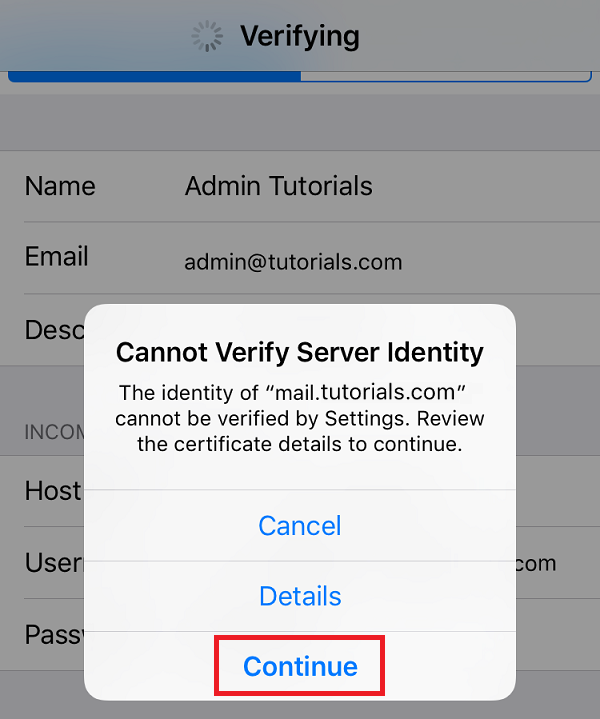 Verifying
Name Admin Tutorials
Email admin@tutorials.com
Desc
Cannot Verify Server Identity
The identity of “mail.tutorials.com”
cannot be verified by Settings. Review
the certificate details to continue.
INCOM
Host
Cancel
User .com
Details
Passw
Continue